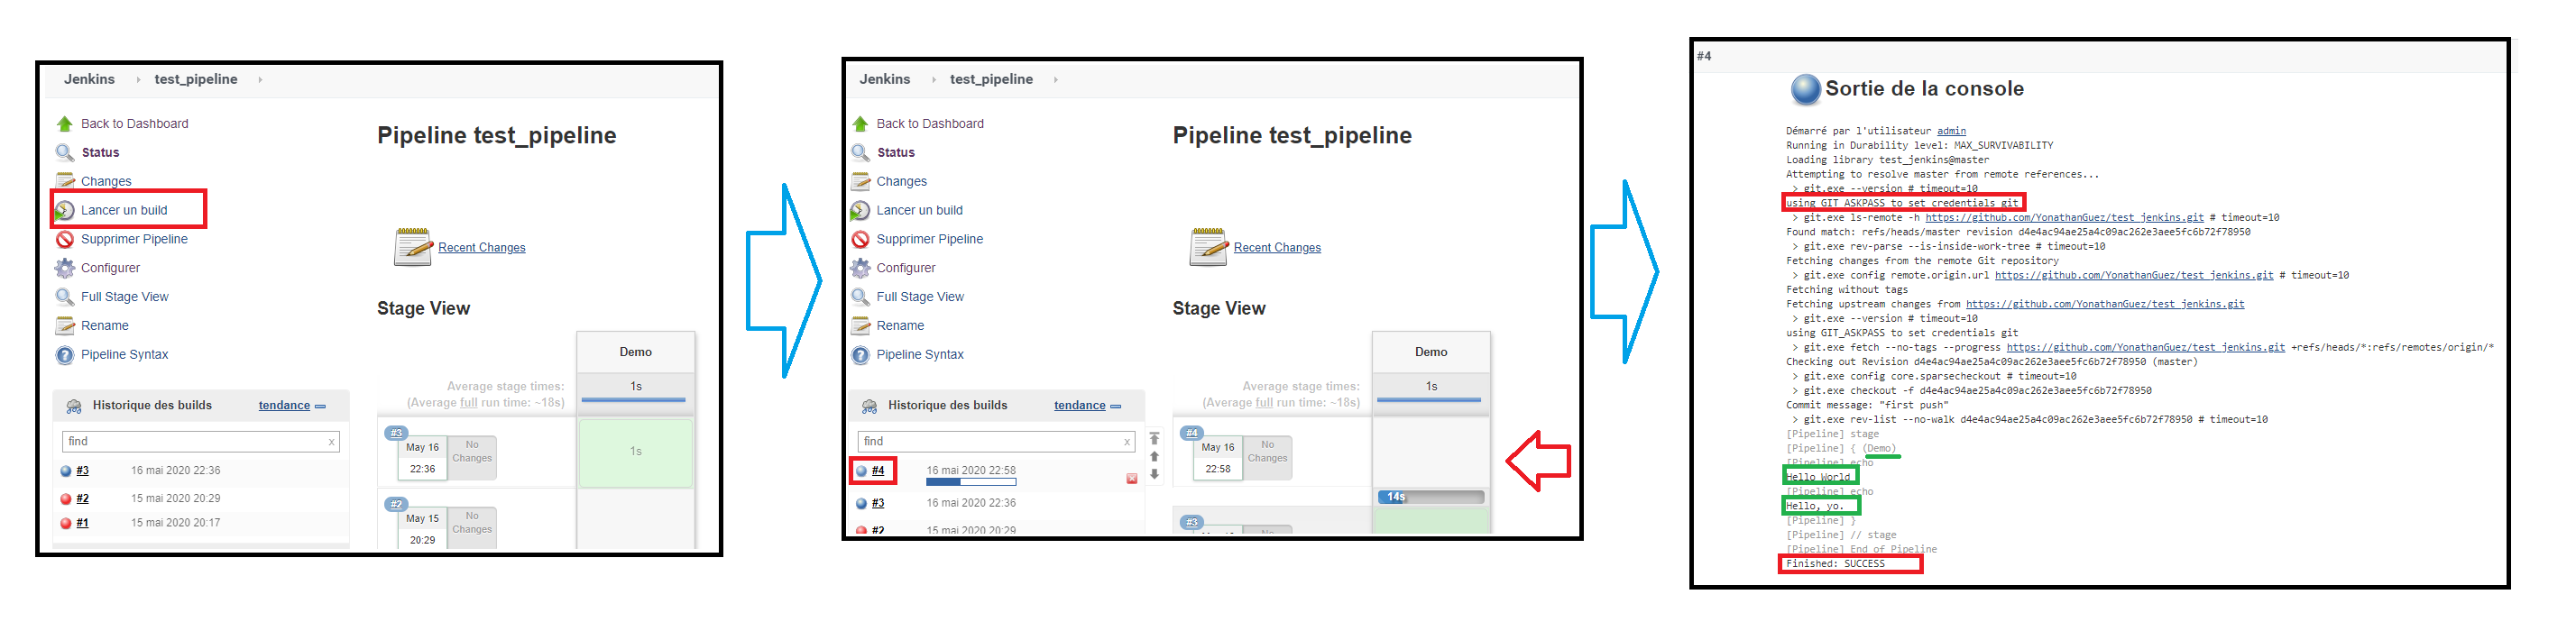 Jenkins test_pipeline
Back to Dashboard
Status
Changes
Lancer un build
Supprimer Pipeline
Configurer
Full Stage View
Rename
Pipeline Syntax
Historique des builds tendance
find x
#3 16 mai 2020 22:36
#2 15 mai 2020 20:29
#1 15 mai 2020 20:17
Pipeline test_pipeline
Recent Changes
Stage View
Demo
Average stage times: 1s
(Average full run time: ~18s)
#3
May 16
22:36
No
Changes
1s
#2
May 15
20:29
No
Changes
Jenkins test_pipeline
Back to Dashboard
Status
Changes
Lancer un build
Supprimer Pipeline
Configurer
Full Stage View
Rename
Pipeline Syntax
Historique des builds tendance
find x
#4 16 mai 2020 22:58
#3 16 mai 2020 22:36
#2 15 mai 2020 20:29
Pipeline test_pipeline
Recent Changes
Stage View
Demo
Average stage times: 1s
(Average full run time: ~18s)
#4
May 16
22:58
No
Changes
14s
#3
#4
Sortie de la console
Démarré par l'utilisateur admin
Running in Durability level: MAX_SURVIVABILITY
Loading library test_jenkins@master
Attempting to resolve master from remote references...
> git.exe --version # timeout=10
using GIT_ASKPASS to set credentials git
> git.exe ls-remote -h https://github.com/YonathanGuez/test_jenkins.git # timeout=10
Found match: refs/heads/master revision d4e4ac94ae25a4c09ac262e3aee5fc6b72f78950
> git.exe rev-parse --is-inside-work-tree # timeout=10
Fetching changes from the remote Git repository
> git.exe config remote.origin.url https://github.com/YonathanGuez/test_jenkins.git # timeout=10
Fetching without tags
Fetching upstream changes from https://github.com/YonathanGuez/test_jenkins.git
> git.exe --version # timeout=10
using GIT_ASKPASS to set credentials git
> git.exe fetch --no-tags --progress https://github.com/YonathanGuez/test_jenkins.git +refs/heads/*:refs/remotes/origin/*
Checking out Revision d4e4ac94ae25a4c09ac262e3aee5fc6b72f78950 (master)
> git.exe config core.sparsecheckout # timeout=10
> git.exe checkout -f d4e4ac94ae25a4c09ac262e3aee5fc6b72f78950
Commit message: "first push"
> git.exe rev-list --no-walk d4e4ac94ae25a4c09ac262e3aee5fc6b72f78950 # timeout=10
[Pipeline] stage
[Pipeline] { (Demo)
[Pipeline] echo
Hello World
[Pipeline] echo
Hello, yo.
[Pipeline] }
[Pipeline] // stage
[Pipeline] End of Pipeline
Finished: SUCCESS